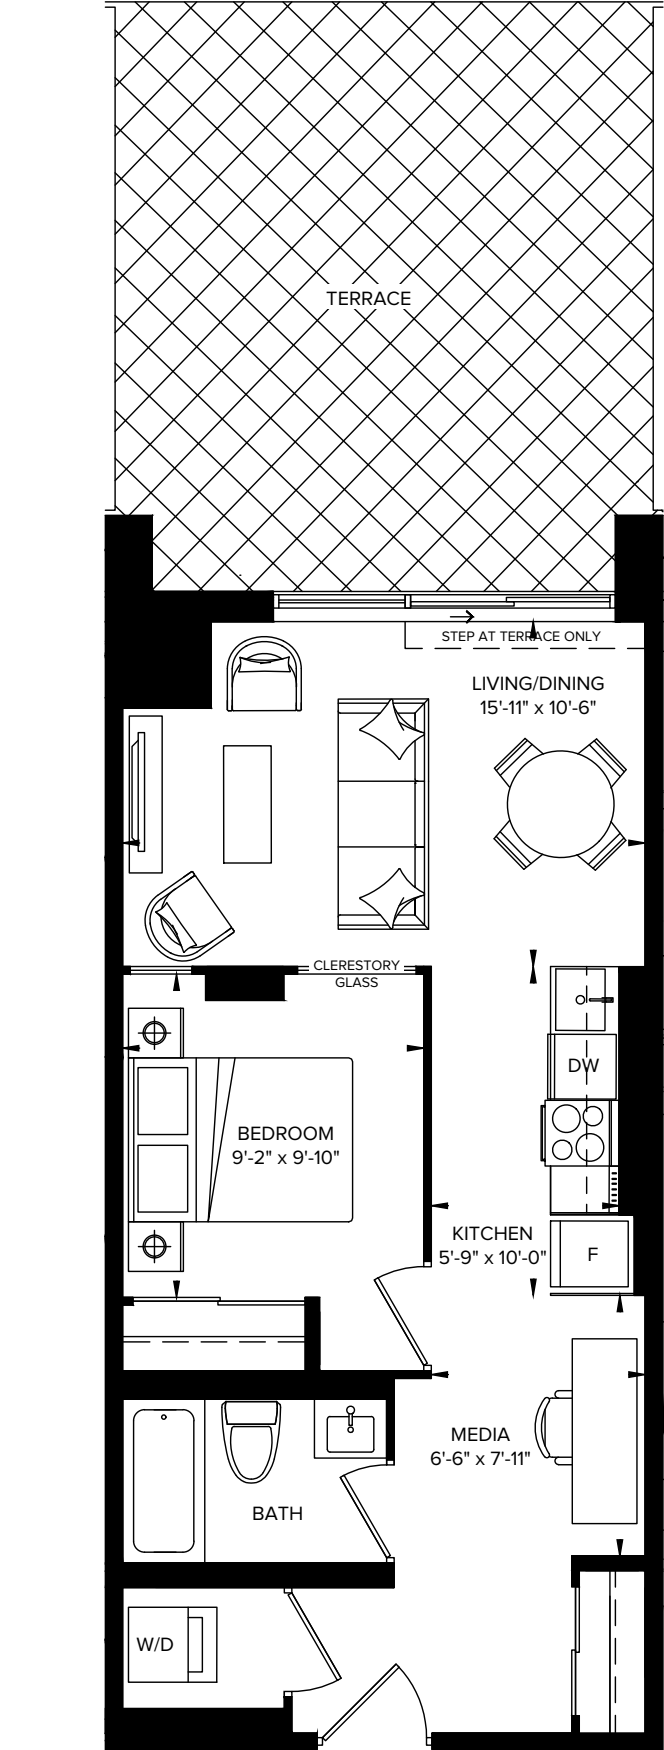 TERRACE
STEP AT TERRACE ONLY
LIVING/DINING
15'-11" x 10'-6"
CLERESTORY
GLASS
DW
BEDROOM
9'-2" x 9'-10"
KITCHEN
5'-9" x 10'-0"
F
MEDIA
6'-6" x 7'-11"
BATH
W/D